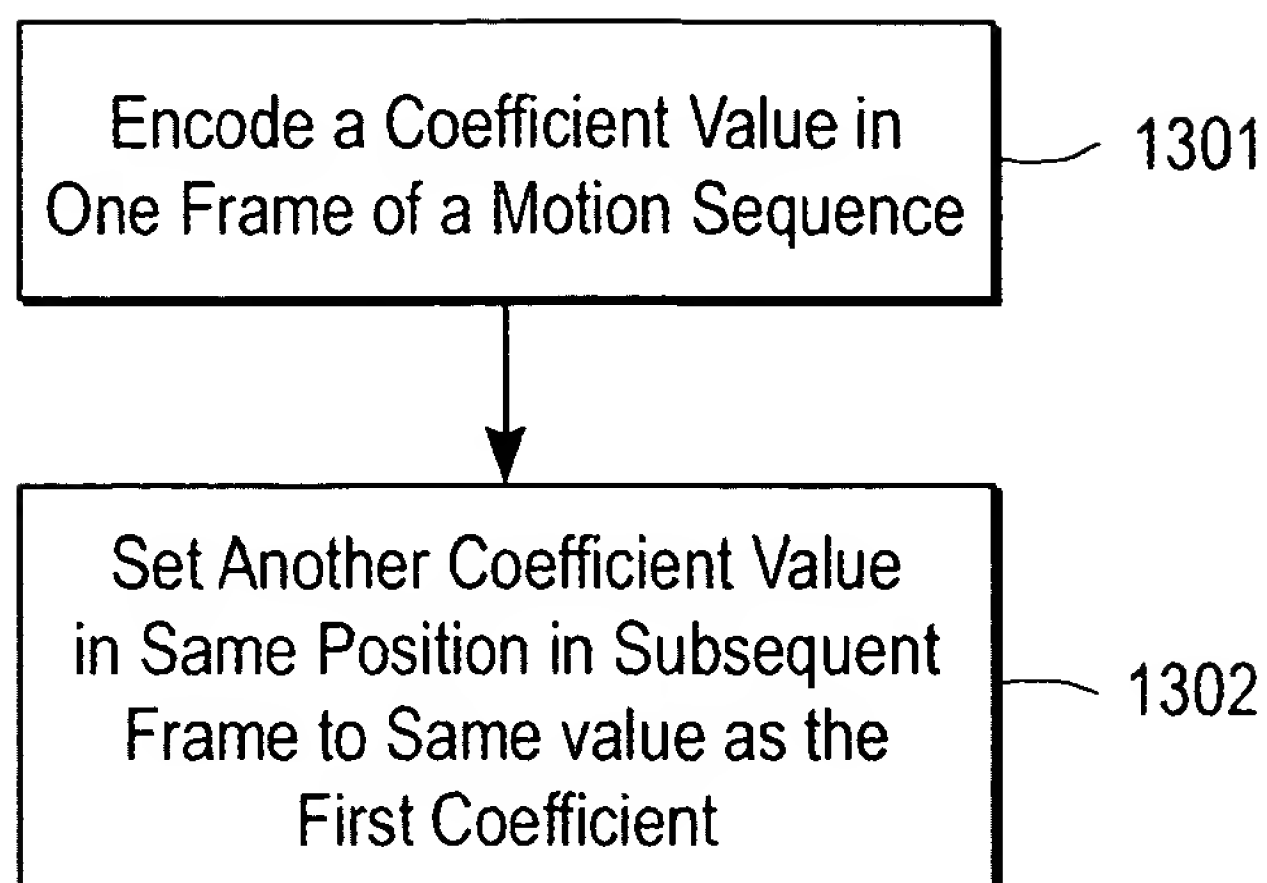 Encode a Coefficient Value in
One Frame of a Motion Sequence
1301
Set Another Coefficient Value
in Same Position in Subsequent
Frame to Same value as the
First Coefficient
1302